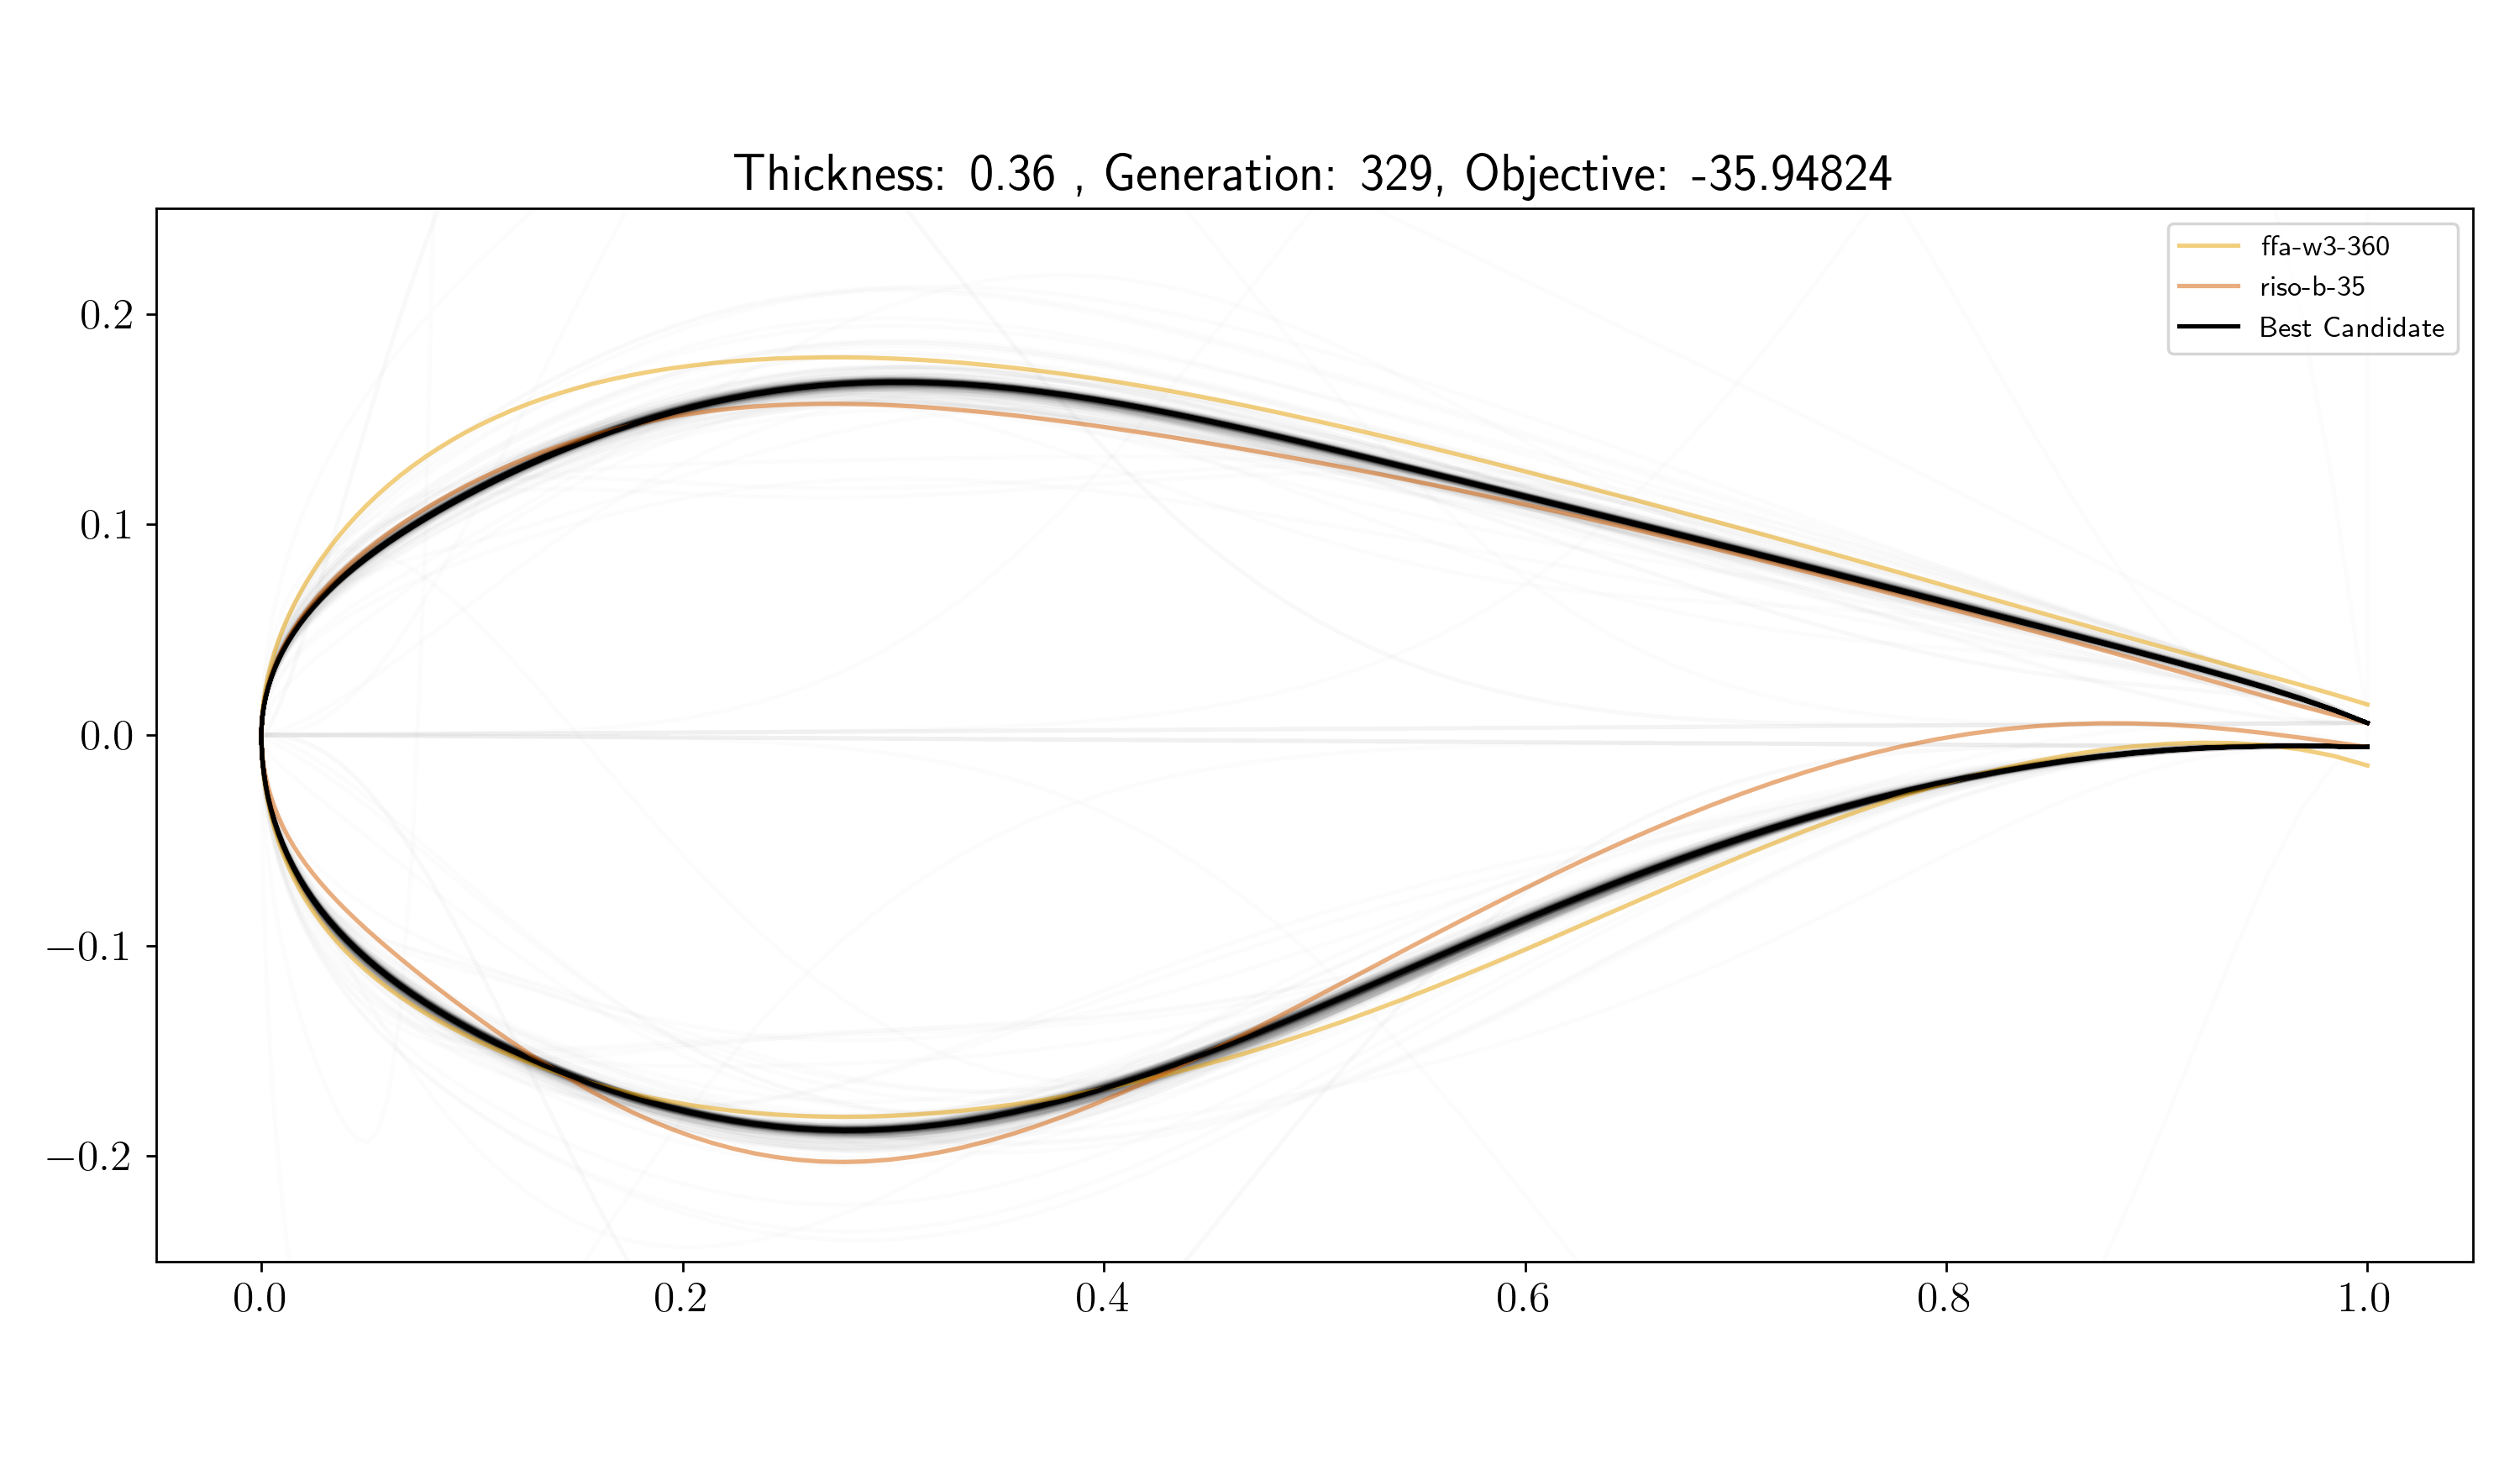 Thickness: 0.36 , Generation: 329, Objective: -35.94824
ffa-w3-360
riso-b-35
Best Candidate
0.2
0.1
0.0
−0.1
−0.2
0.0 0.2 0.4 0.6 0.8 1.0